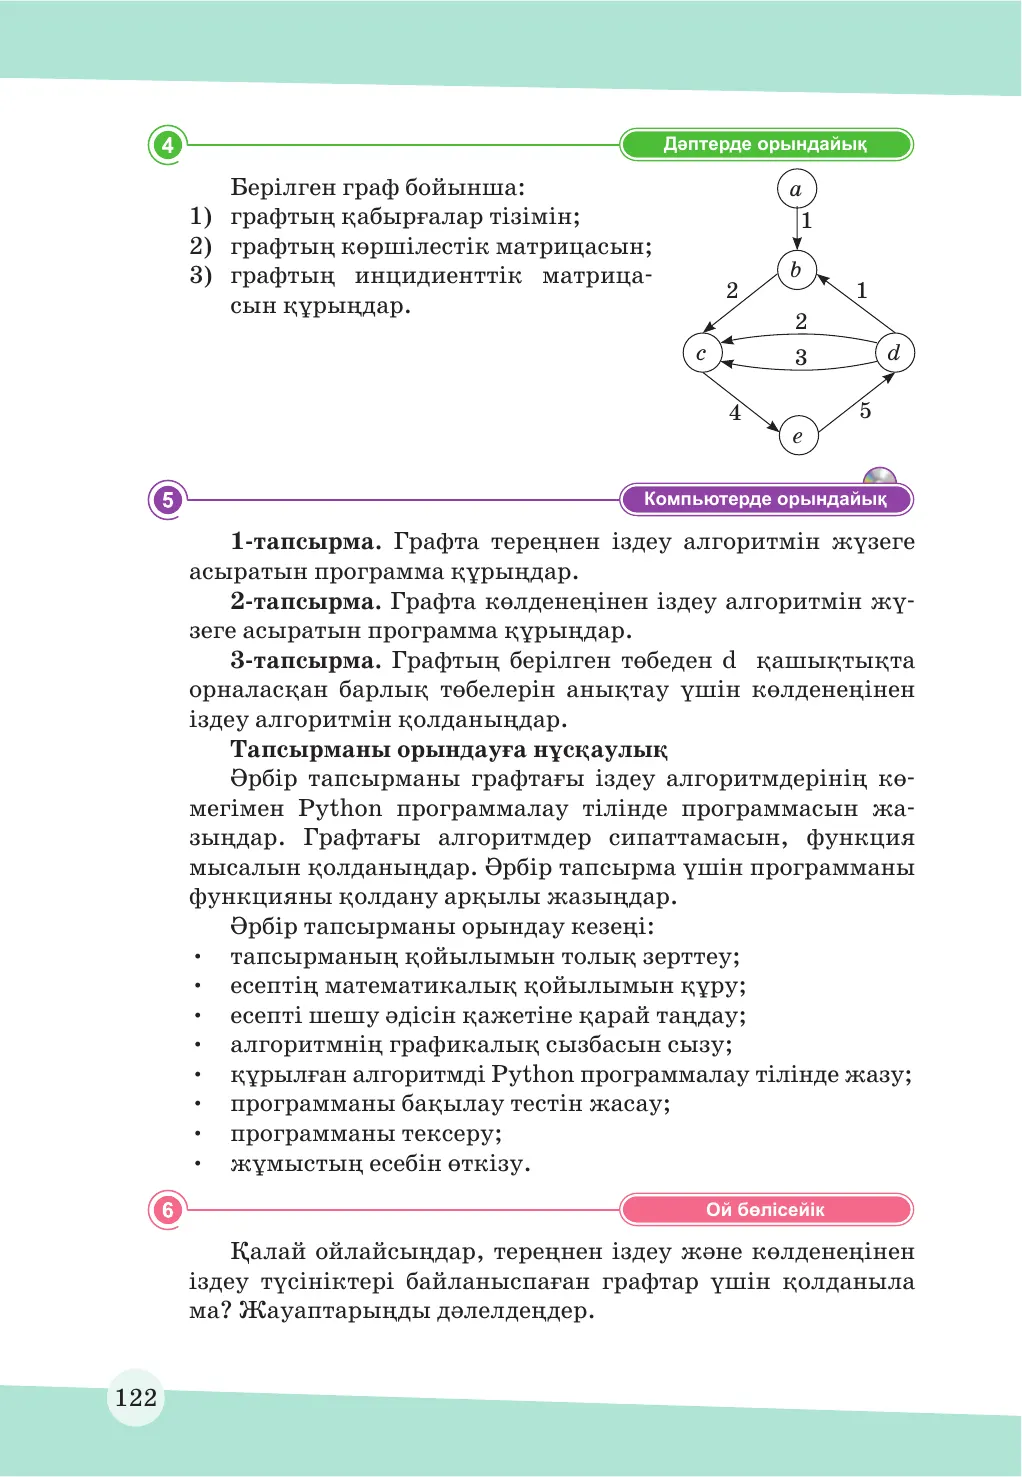 4
Дәптерде орындайық
Берілген граф бойынша:
1) графтың қабырғалар тізімін;
2) графтың көршілестік матрицасын;
3) графтың инцидиенттік матрица-
сын құрыңдар.
a
1
b
2 1
2
c 3 d
4 5
e
5
Компьютерде орындайық
1-тапсырма. Графта тереңнен іздеу алгоритмін жүзеге
асыратын программа құрыңдар.
2-тапсырма. Графта көлденеңінен іздеу алгоритмін жү-
зеге асыратын программа құрыңдар.
3-тапсырма. Графтың берілген төбеден d қашықтықта
орналасқан барлық төбелерін анықтау үшін көлденеңінен
іздеу алгоритмін қолданыңдар.
Тапсырманы орындауға нұсқаулық
Әрбір тапсырманы графтағы іздеу алгоритмдерінің кө-
мегімен Python программалау тілінде программасын жа-
зыңдар. Графтағы алгоритмдер сипаттамасын, функция
мысалын қолданыңдар. Әрбір тапсырма үшін программаны
функцияны қолдану арқылы жазыңдар.
Әрбір тапсырманы орындау кезеңі:
• тапсырманың қойылымын толық зерттеу;
• есептің математикалық қойылымын құру;
• есепті шешу әдісін қажетіне қарай таңдау;
• алгоритмнің графикалық сызбасын сызу;
• құрылған алгоритмді Python программалау тілінде жазу;
• программаны бақылау тестін жасау;
• программаны тексеру;
• жұмыстың есебін өткізу.
6
Ой бөлісейік
Қалай ойлайсыңдар, тереңнен іздеу және көлденеңінен
іздеу түсініктері байланыспаған графтар үшін қолданыла
ма? Жауаптарыңды дәлелдеңдер.
122